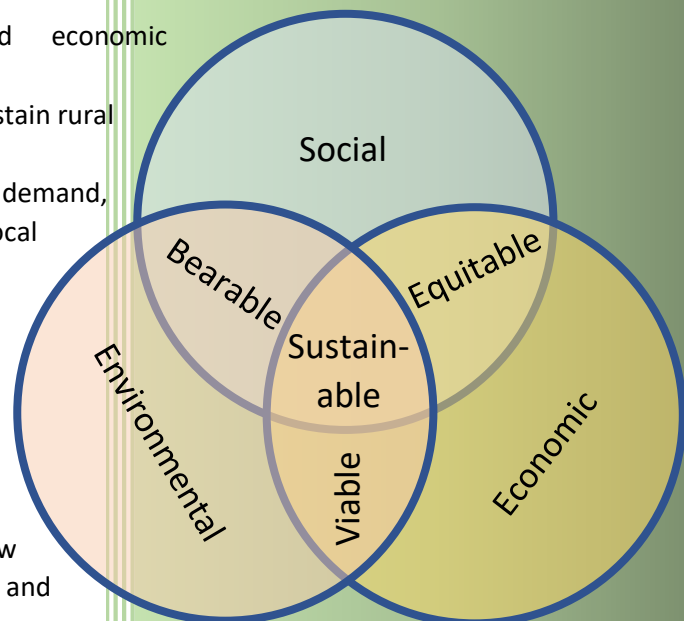 d economic
stain rural
demand,
ocal
w
and
Social
Bearable
Equitable
Sustain-
able
Environmental
Economic
Viable